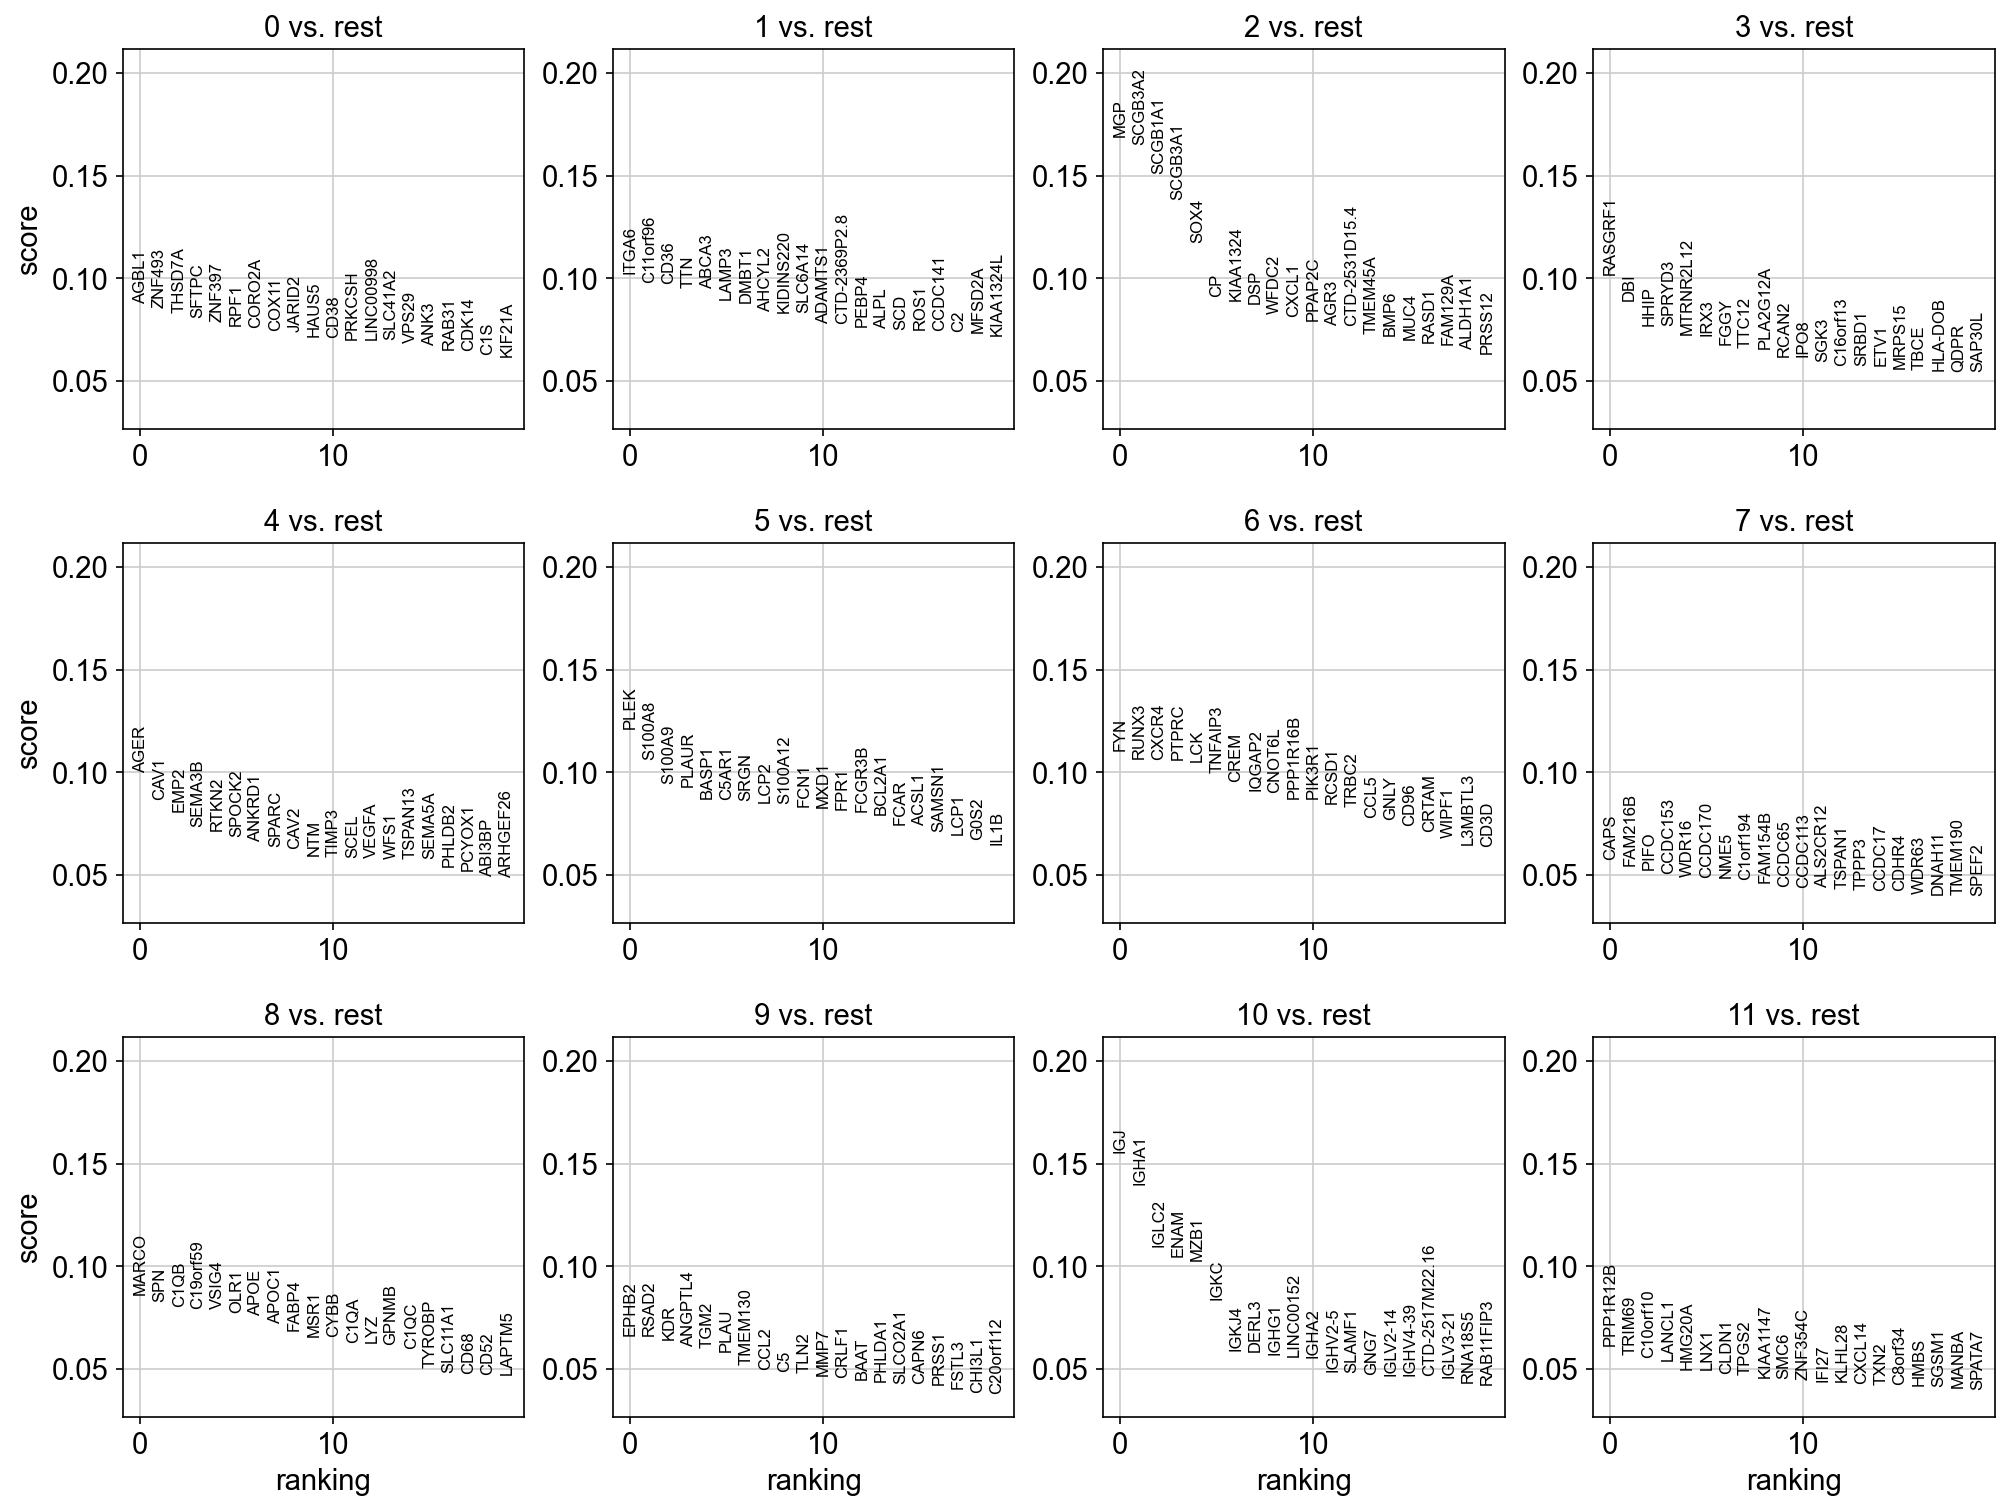 0 vs. rest
1 vs. rest
2 vs. rest
3 vs. rest
score
0.20
0.15
0.10
0.05
0
10
AGBL1
ZNF493
THSD7A
SFTPC
ZNF397
RPF1
CORO2A
COX11
JARID2
HAUS5
CD38
PRKCSH
LINC00998
SLC41A2
VPS29
ANK3
RAB31
CDK14
C1S
KIF21A
0.20
0.15
0.10
0.05
0
10
ITGA6
C11orf96
CD36
TTN
ABCA3
LAMP3
DMBT1
AHCYL2
KIDINS220
SLC6A14
ADAMTS1
CTD-2369P2.8
PEBP4
ALPL
SCD
ROS1
CCDC141
C2
MFSD2A
KIAA1324L
0.20
0.15
0.10
0.05
0
10
MGP
SCGB3A2
SCGB1A1
SCGB3A1
SOX4
CP
KIAA1324
DSP
WFDC2
CXCL1
PPAP2C
AGR3
CTD-2531D15.4
TMEM45A
BMP6
MUC4
RASD1
FAM129A
ALDH1A1
PRSS12
0.20
0.15
0.10
0.05
0
10
RASGRF1
DBI
HHIP
SPRYD3
MTRNR2L12
IRX3
FGGY
TTC12
PLA2G12A
RCAN2
IPO8
SGK3
C16orf13
SRBD1
ETV1
MRPS15
TBCE
HLA-DOB
QDPR
SAP30L
4 vs. rest
5 vs. rest
6 vs. rest
7 vs. rest
score
0.20
0.15
0.10
0.05
0
10
AGER
CAV1
EMP2
SEMA3B
RTKN2
SPOCK2
ANKRD1
SPARC
CAV2
NTM
TIMP3
SCEL
VEGFA
WFS1
TSPAN13
SEMA5A
PHLDB2
PCYOX1
ABI3BP
ARHGEF26
0.20
0.15
0.10
0.05
0
10
PLEK
S100A8
S100A9
PLAUR
BASP1
C5AR1
SRGN
LCP2
S100A12
FCN1
MXD1
FPR1
FCGR3B
BCL2A1
FCAR
ACSL1
SAMSN1
LCP1
G0S2
IL1B
0.20
0.15
0.10
0.05
0
10
FYN
RUNX3
CXCR4
PTPRC
LCK
TNFAIP3
CREM
IQGAP2
CNOT6L
PPP1R16B
PIK3R1
RCSD1
TRBC2
CCL5
GNLY
CD96
CRTAM
WIPF1
L3MBTL3
CD3D
0.20
0.15
0.10
0.05
0
10
CAPS
FAM216B
PIFO
CCDC153
WDR16
CCDC170
NME5
C1orf194
FAM154B
CCDC65
CCDC113
ALS2CR12
TSPAN1
TPPP3
CCDC17
CDHR4
WDR63
DNAH11
TMEM190
SPEF2
8 vs. rest
9 vs. rest
10 vs. rest
11 vs. rest
score
0.20
0.15
0.10
0.05
0
10
ranking
MARCO
SPN
C1QB
C19orf59
VSIG4
OLR1
APOE
APOC1
FABP4
MSR1
CYBB
C1QA
LYZ
GPNMB
C1QC
TYROBP
SLC11A1
CD68
CD52
LAPTM5
0.20
0.15
0.10
0.05
0
10
ranking
EPHB2
RSAD2
KDR
ANGPTL4
TGM2
PLAU
TMEM130
CCL2
C5
TLN2
MMP7
CRLF1
BAAT
PHLDA1
SLCO2A1
CAPN6
PRSS1
FSTL3
CHI3L1
C20orf112
0.20
0.15
0.10
0.05
0
10
ranking
IGJ
IGHA1
IGLC2
ENAM
MZB1
IGKC
IGKJ4
DERL3
IGHG1
LINC00152
IGHA2
IGHV2-5
SLAMF1
GNG7
IGLV2-14
IGHV4-39
CTD-2517M22.16
IGLV3-21
RNA18S5
RAB11FIP3
0.20
0.15
0.10
0.05
0
10
ranking
PPP1R12B
TRIM69
C10orf10
LANCL1
HMG20A
LNX1
CLDN1
TPGS2
KIAA1147
SMC6
ZNF354C
IFI27
KLHL28
CXCL14
TXN2
C8orf34
HMBS
SGSM1
MANBA
SPATA7